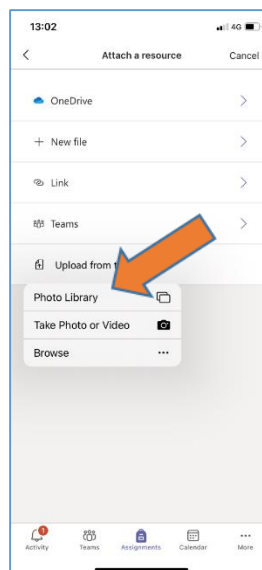 13:02
4G
Attach a resource
Cancel
OneDrive
New file
Link
Teams
Upload from
Photo Library
Take Photo or Video
Browse
1
Activity
Teams
Assignments
Calendar
More